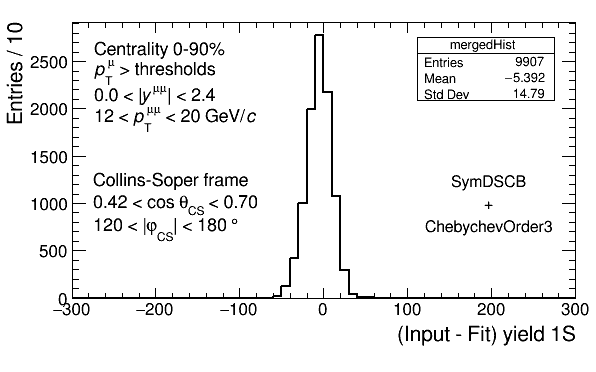 Entries / 10
2500
2000
1500
1000
500
0
−300
−200
−100
0
100
200
300
(Input - Fit) yield 1S
Centrality 0-90%
p_T^μ > thresholds
0.0 < |y^μμ| < 2.4
12 < p_T^μμ < 20 GeV/c
Collins-Soper frame
0.42 < cos θ_CS < 0.70
120 < |φ_CS| < 180 °
mergedHist
Entries 9907
Mean −5.392
Std Dev 14.79
SymDSCB
+
ChebychevOrder3